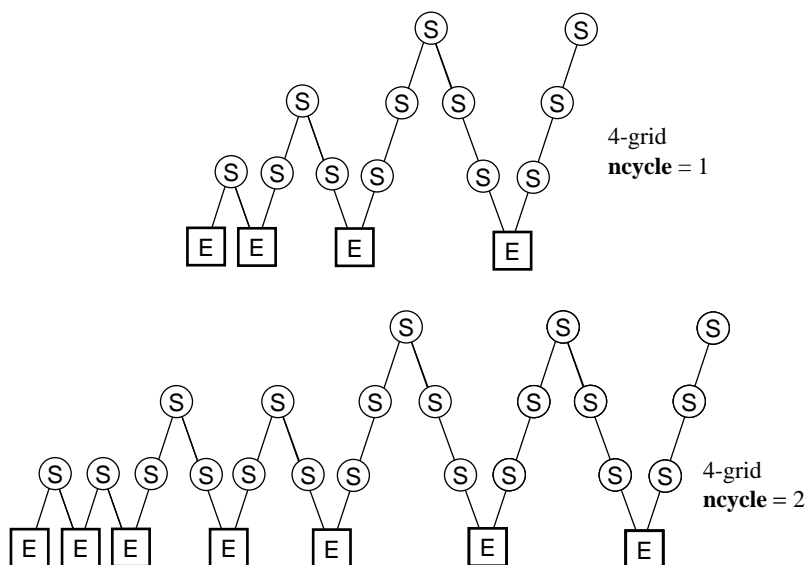 S S
S S S S
4-grid
ncycle = 1
S S S S S S
E E E E
S S S
S S S S S S S
S S S S S S S S S S S
4-grid
ncycle = 2
E E E E E E E